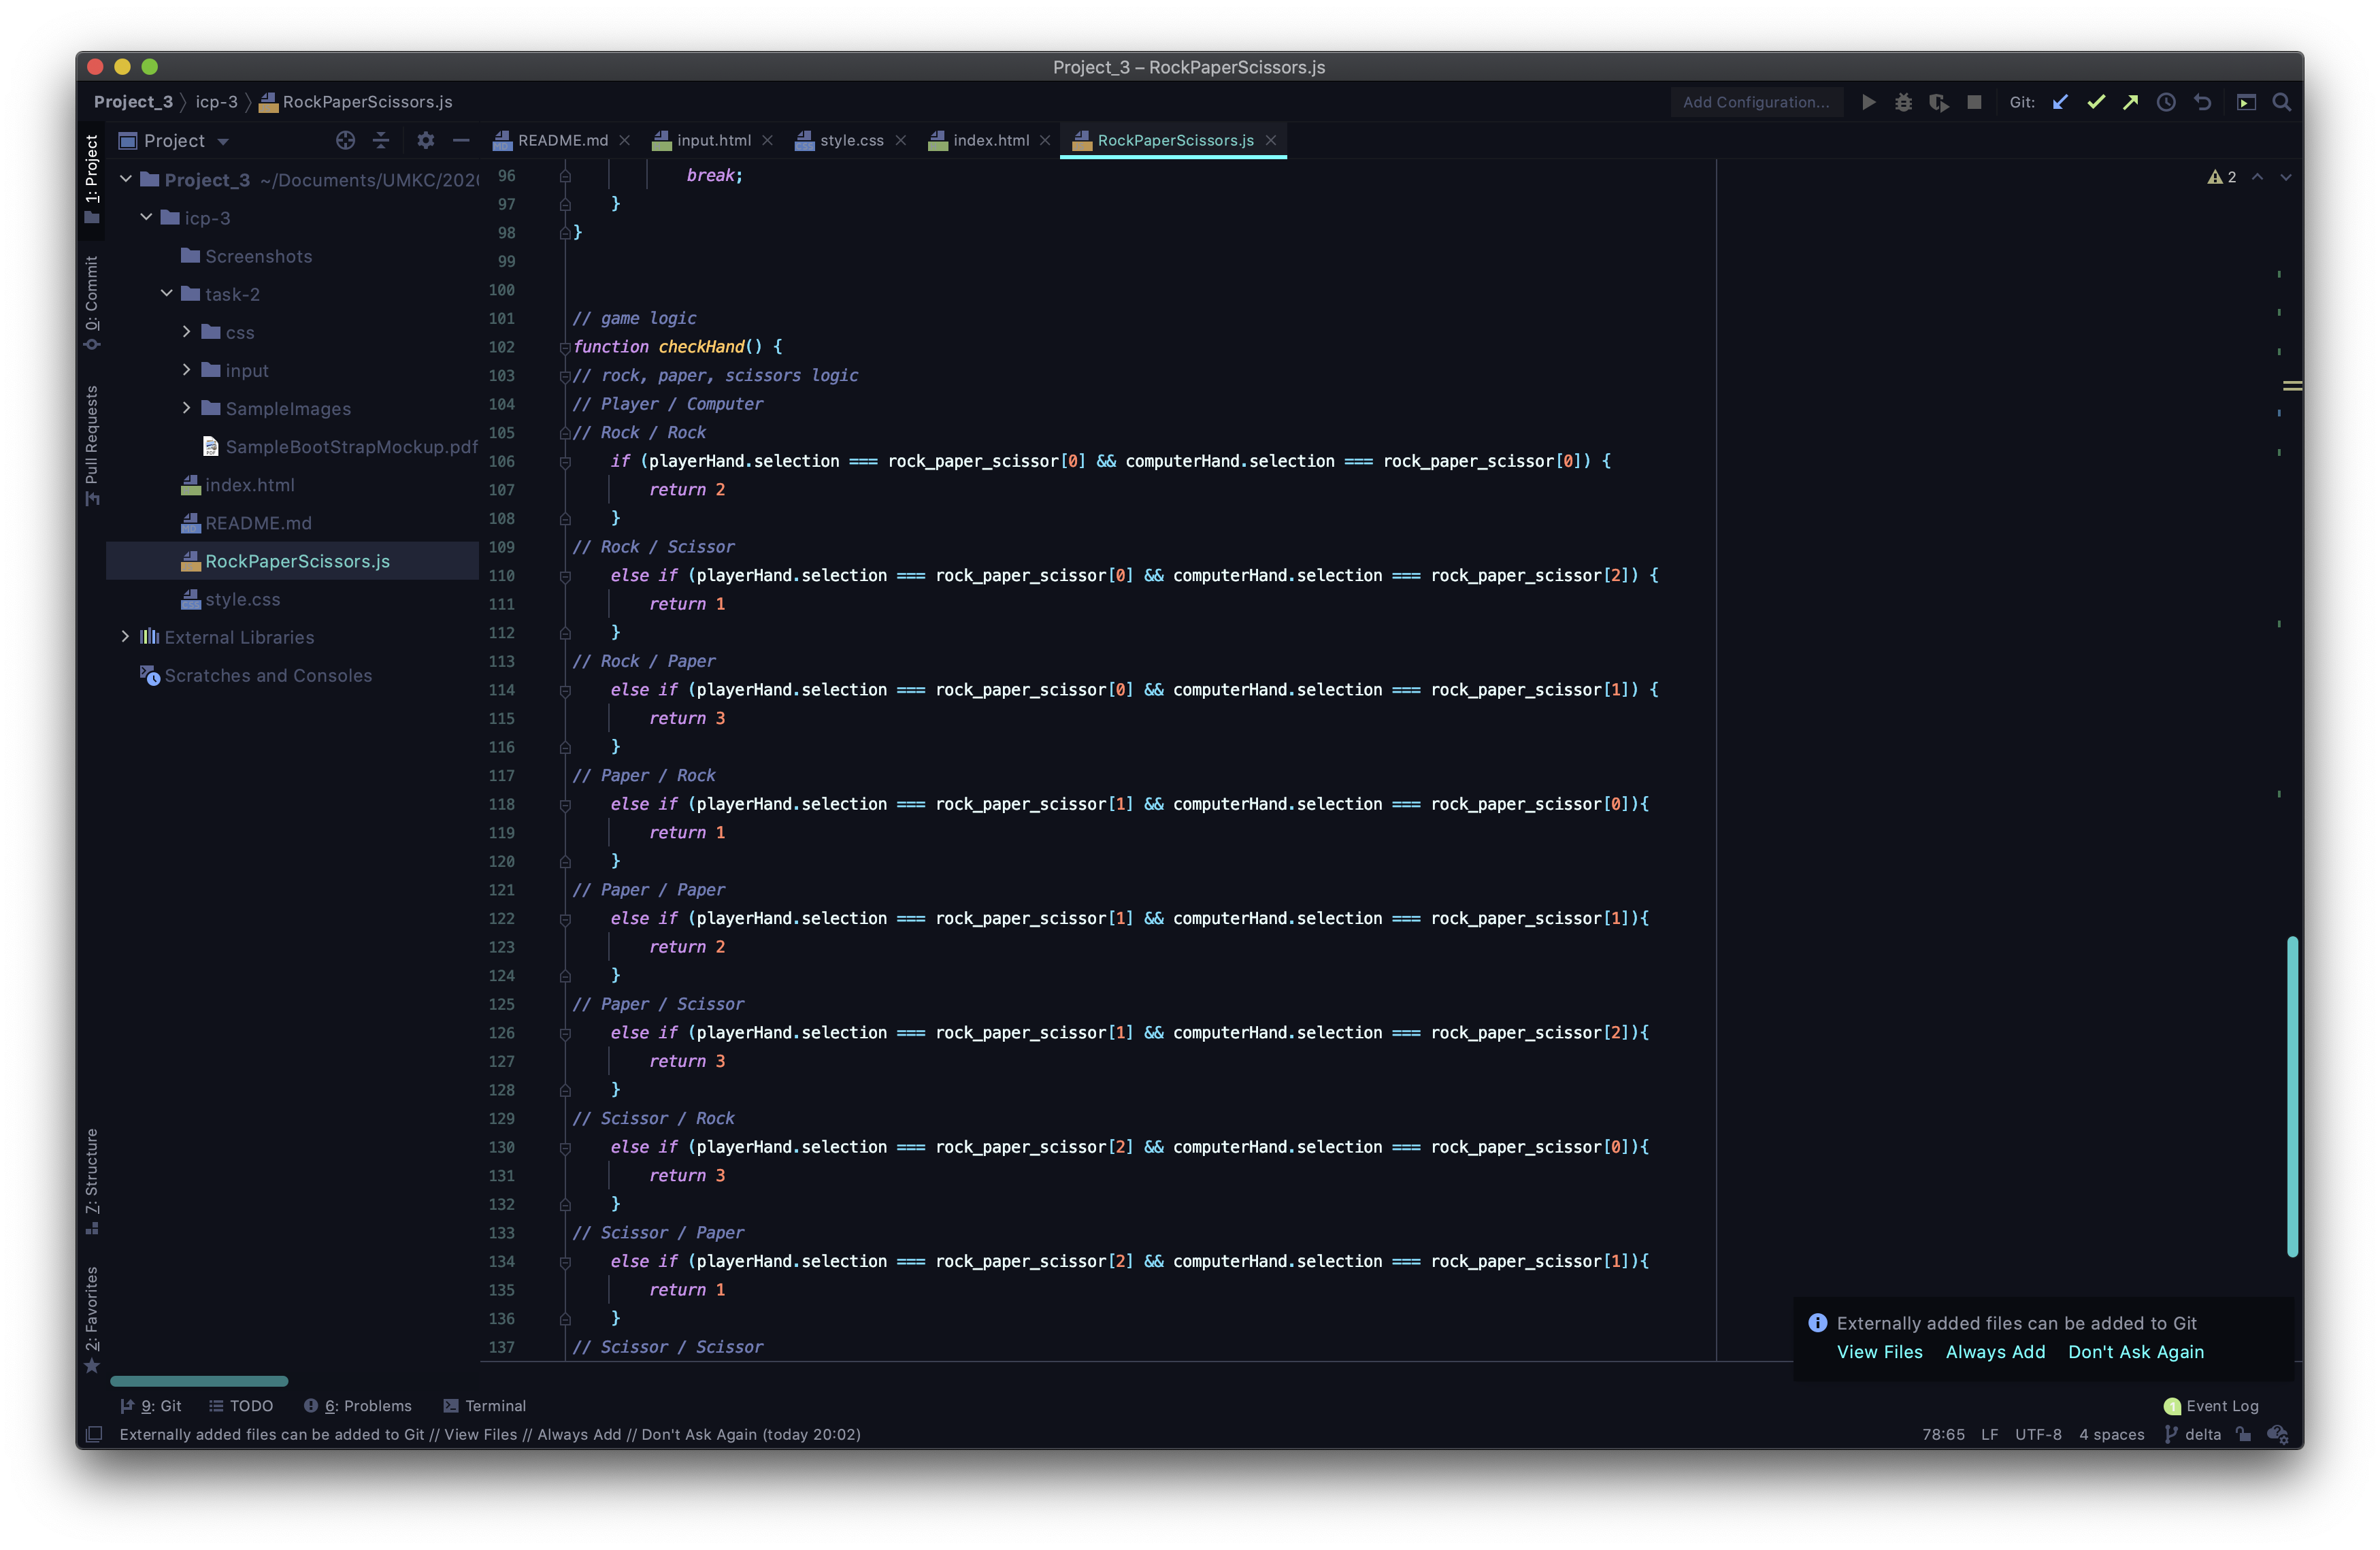 Project_3 – RockPaperScissors.js
Project_3 icp-3 RockPaperScissors.js
Add Configuration... Git:
Project
README.md input.html style.css index.html RockPaperScissors.js
1: Project
0: Commit
Pull Requests
7: Structure
2: Favorites
Project_3 ~/Documents/UMKC/202
icp-3
Screenshots
task-2
css
input
SampleImages
SampleBootStrapMockup.pdf
index.html
README.md
RockPaperScissors.js
style.css
External Libraries
Scratches and Consoles
2
96 break;
97 }
98 }
99
100
101 // game logic
102 function checkHand() {
103 // rock, paper, scissors logic
104 // Player / Computer
105 // Rock / Rock
106 if (playerHand.selection === rock_paper_scissor[0] && computerHand.selection === rock_paper_scissor[0]) {
107 return 2
108 }
109 // Rock / Scissor
110 else if (playerHand.selection === rock_paper_scissor[0] && computerHand.selection === rock_paper_scissor[2]) {
111 return 1
112 }
113 // Rock / Paper
114 else if (playerHand.selection === rock_paper_scissor[0] && computerHand.selection === rock_paper_scissor[1]) {
115 return 3
116 }
117 // Paper / Rock
118 else if (playerHand.selection === rock_paper_scissor[1] && computerHand.selection === rock_paper_scissor[0]){
119 return 1
120 }
121 // Paper / Paper
122 else if (playerHand.selection === rock_paper_scissor[1] && computerHand.selection === rock_paper_scissor[1]){
123 return 2
124 }
125 // Paper / Scissor
126 else if (playerHand.selection === rock_paper_scissor[1] && computerHand.selection === rock_paper_scissor[2]){
127 return 3
128 }
129 // Scissor / Rock
130 else if (playerHand.selection === rock_paper_scissor[2] && computerHand.selection === rock_paper_scissor[0]){
131 return 3
132 }
133 // Scissor / Paper
134 else if (playerHand.selection === rock_paper_scissor[2] && computerHand.selection === rock_paper_scissor[1]){
135 return 1
136 }
137 // Scissor / Scissor
Externally added files can be added to Git
View Files Always Add Don't Ask Again
9: Git TODO 6: Problems Terminal 1 Event Log
Externally added files can be added to Git // View Files // Always Add // Don't Ask Again (today 20:02) 78:65 LF UTF-8 4 spaces delta